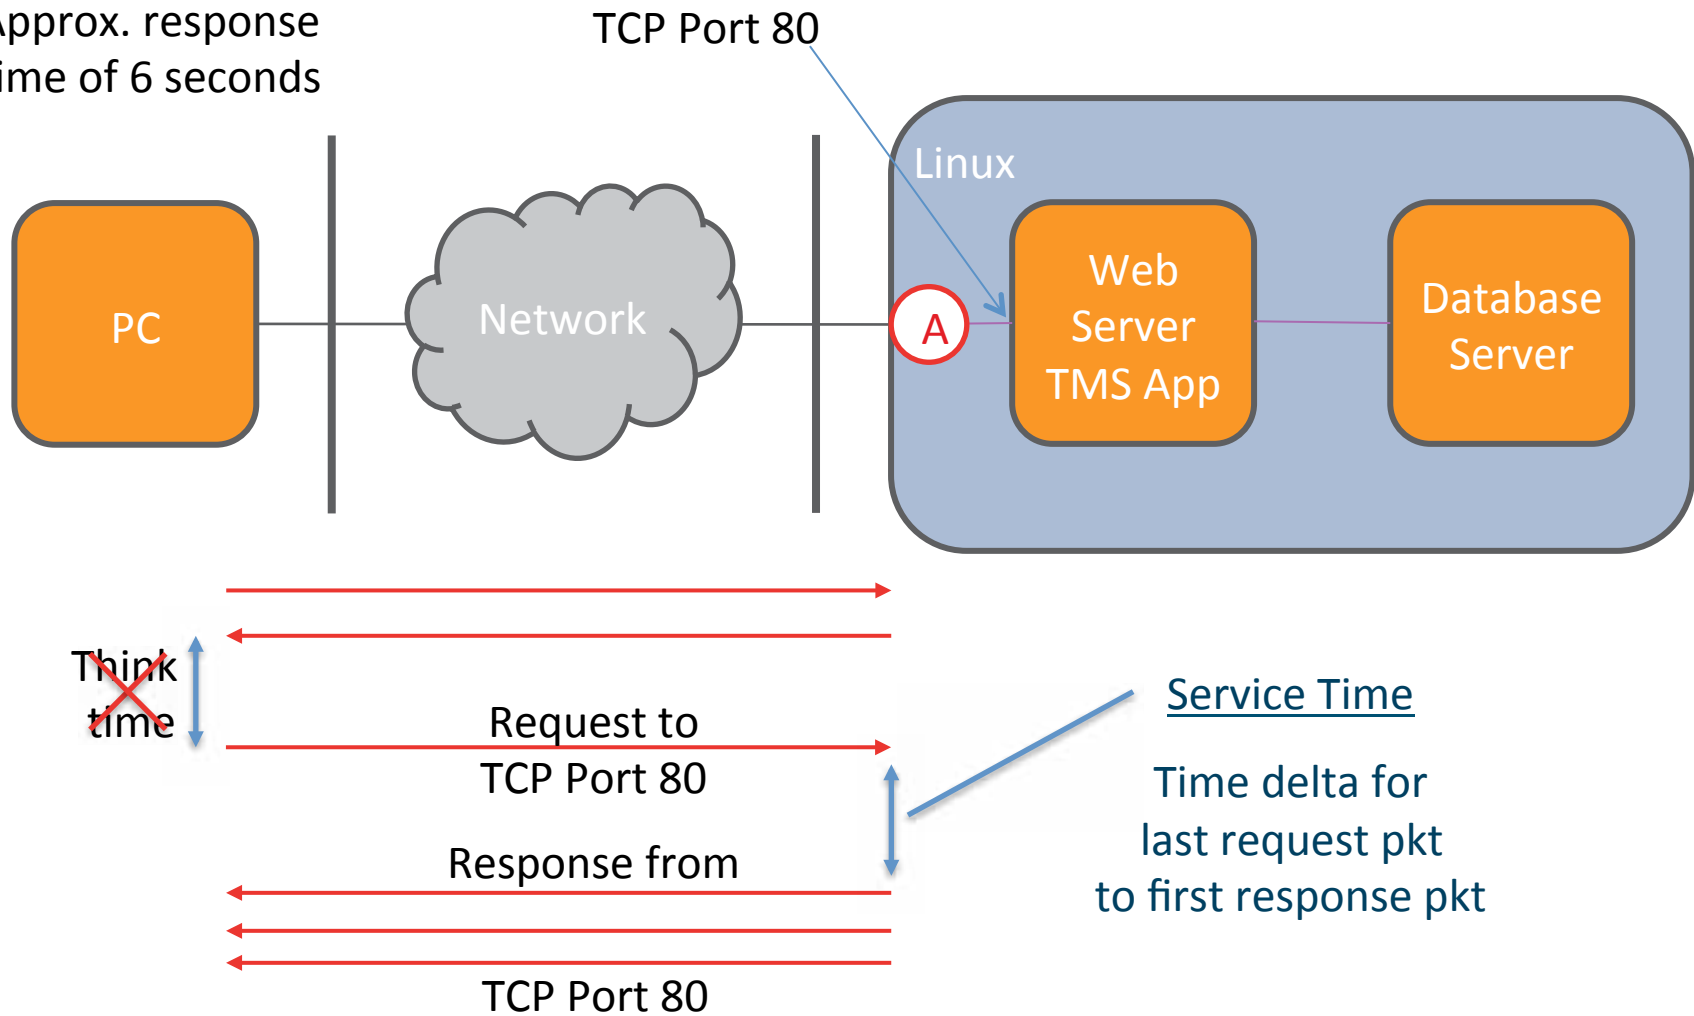 Approx. response
time of 6 seconds
TCP Port 80
Linux
PC
Network
A
Web
Server
TMS App
Database
Server
Think
time
Request to
TCP Port 80
Response from
TCP Port 80
Service Time
Time delta for
last request pkt
to first response pkt